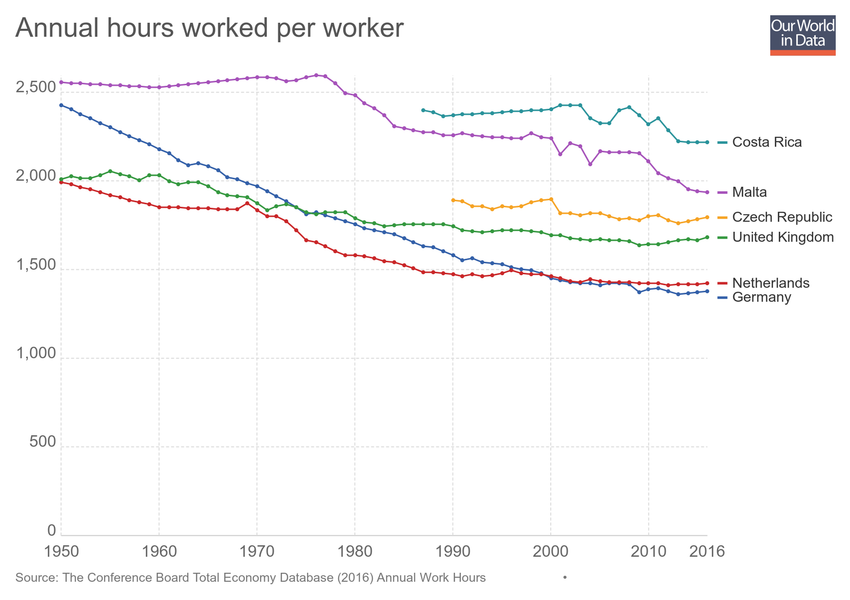 Annual hours worked per worker
Our World
in Data
2,500
2,000
1,500
1,000
500
0
1950 1960 1970 1980 1990 2000 2010 2016
Costa Rica
Malta
Czech Republic
United Kingdom
Netherlands
Germany
Source: The Conference Board Total Economy Database (2016) Annual Work Hours